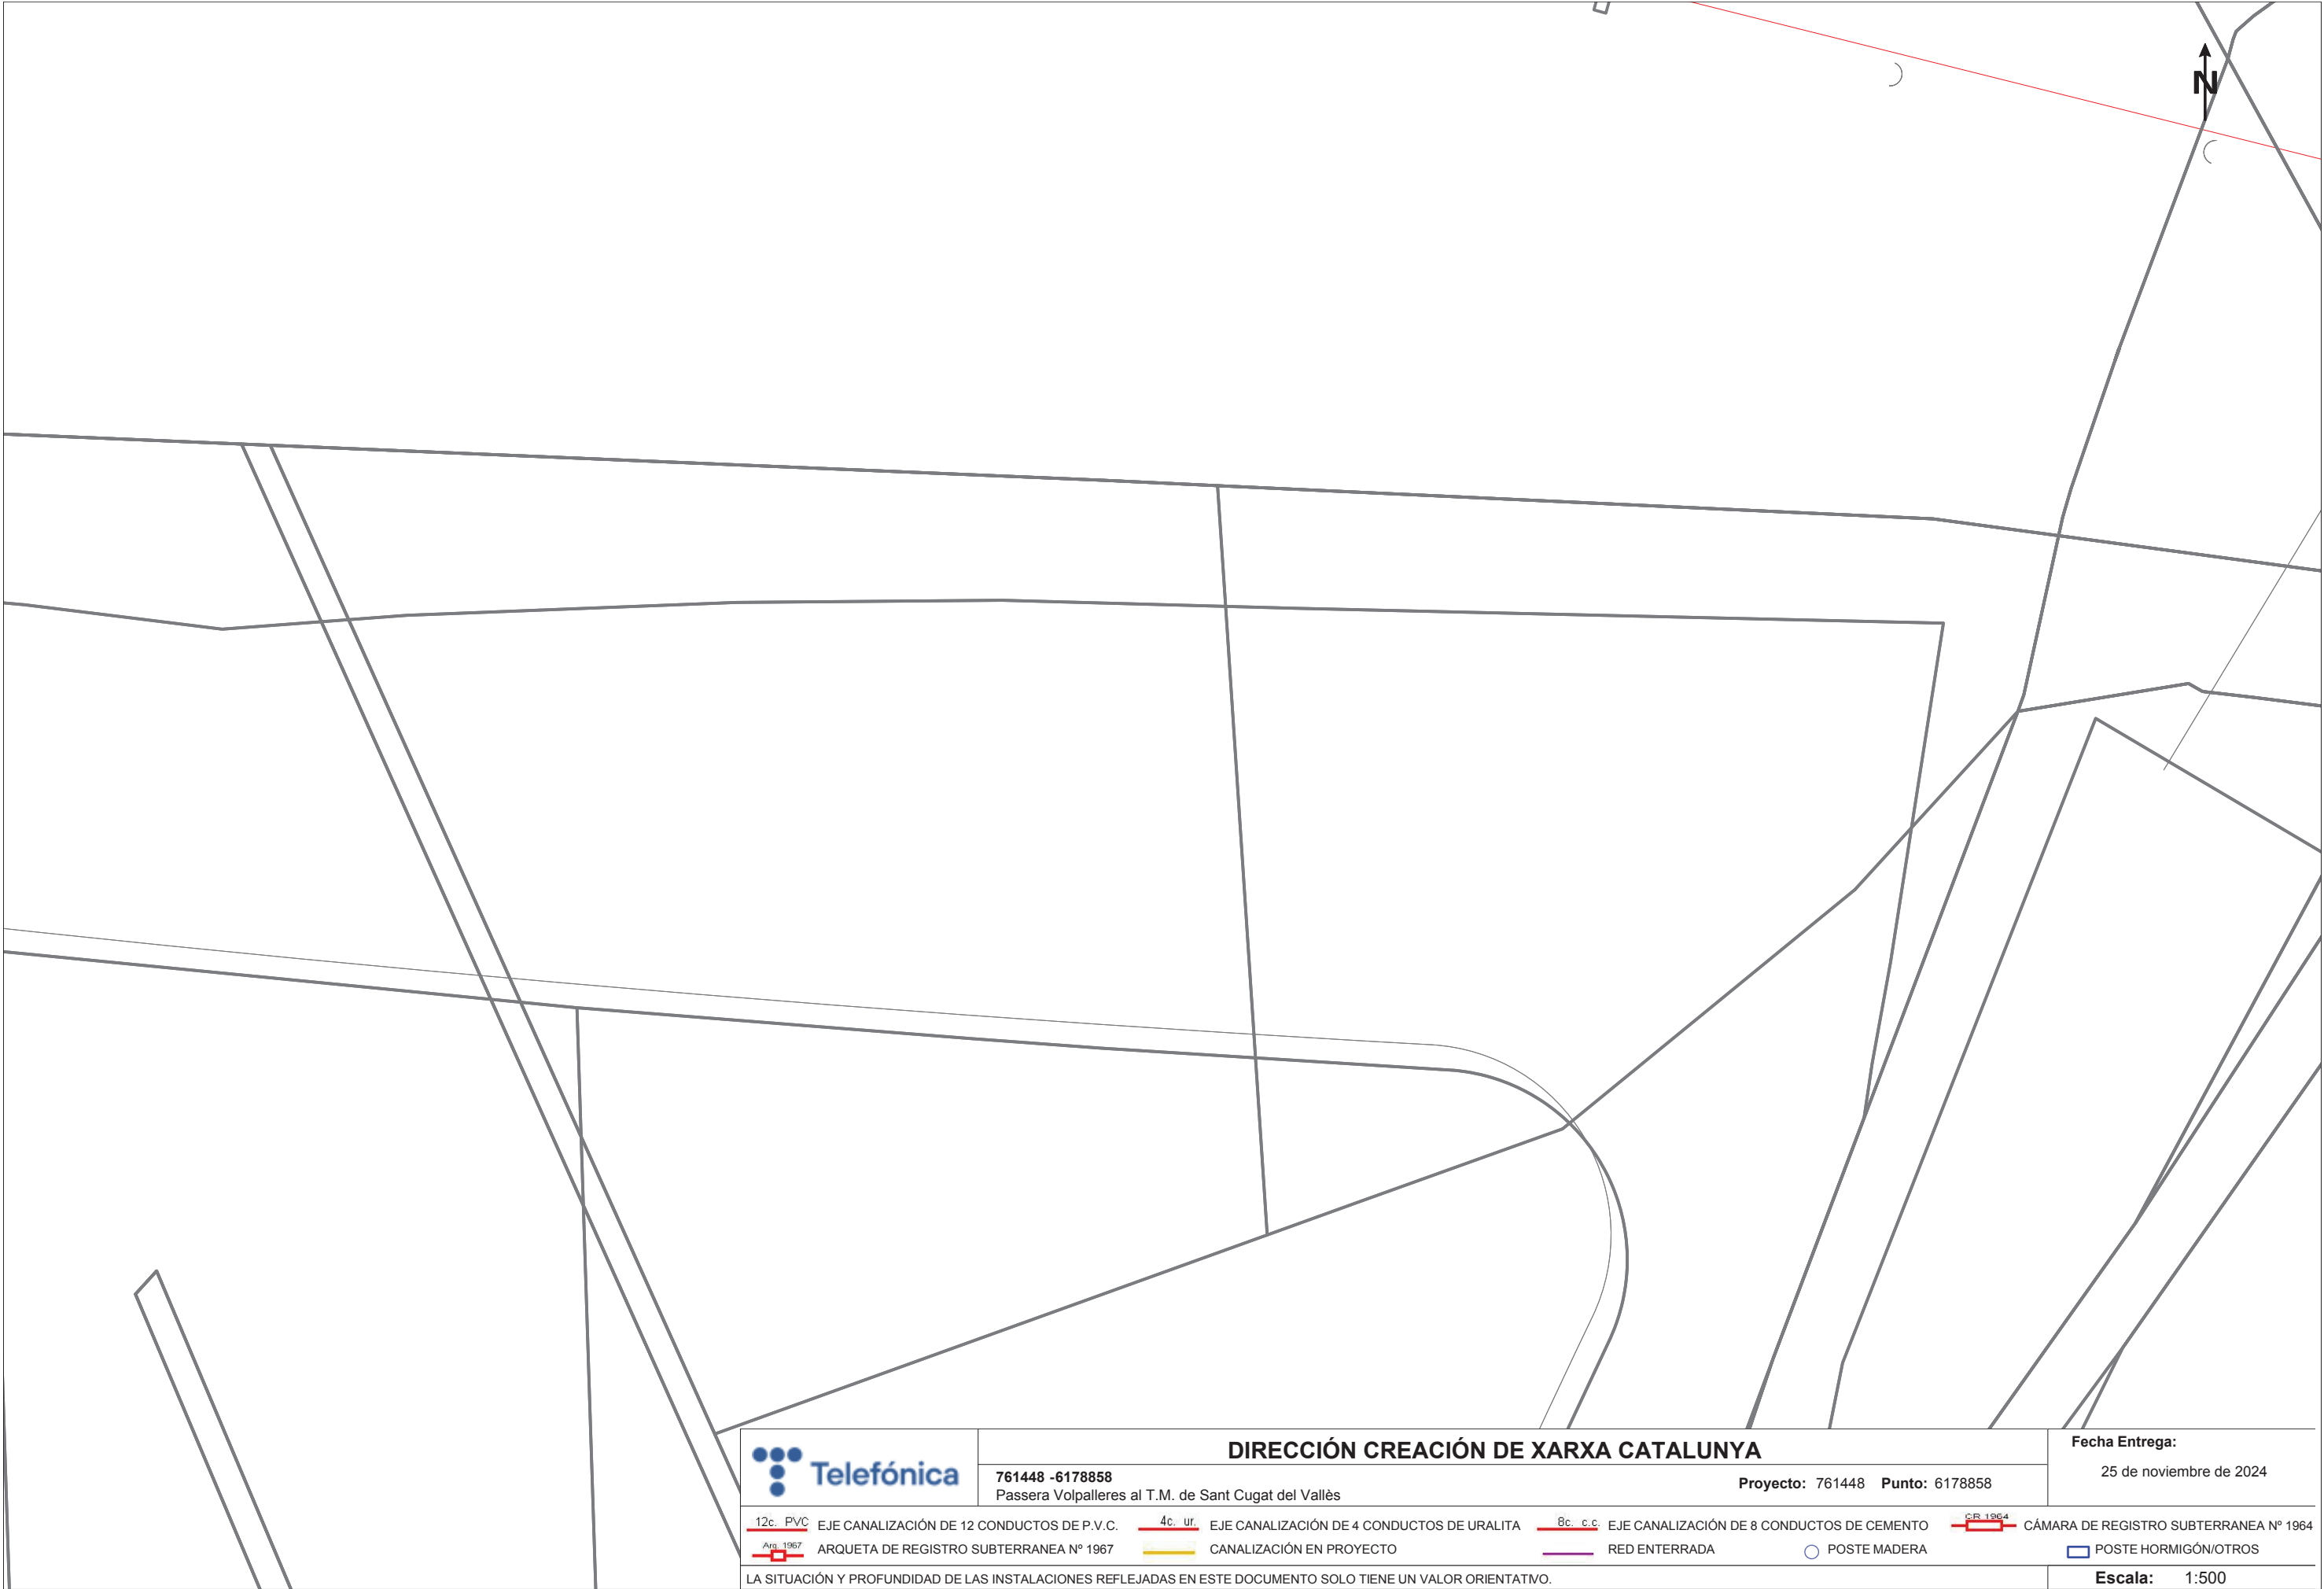 N
Telefónica
DIRECCIÓN CREACIÓN DE XARXA CATALUNYA
761448 -6178858
Passera Volpalleres al T.M. de Sant Cugat del Vallès
Proyecto: 761448 Punto: 6178858
Fecha Entrega:
25 de noviembre de 2024
12c. PVC EJE CANALIZACIÓN DE 12 CONDUCTOS DE P.V.C.
4c. ur. EJE CANALIZACIÓN DE 4 CONDUCTOS DE URALITA
8c. c.c. EJE CANALIZACIÓN DE 8 CONDUCTOS DE CEMENTO
C.R. 1964 CÁMARA DE REGISTRO SUBTERRANEA Nº 1964
Arq. 1967 ARQUETA DE REGISTRO SUBTERRANEA Nº 1967
CANALIZACIÓN EN PROYECTO
RED ENTERRADA
POSTE MADERA
POSTE HORMIGÓN/OTROS
LA SITUACIÓN Y PROFUNDIDAD DE LAS INSTALACIONES REFLEJADAS EN ESTE DOCUMENTO SOLO TIENE UN VALOR ORIENTATIVO.
Escala: 1:500